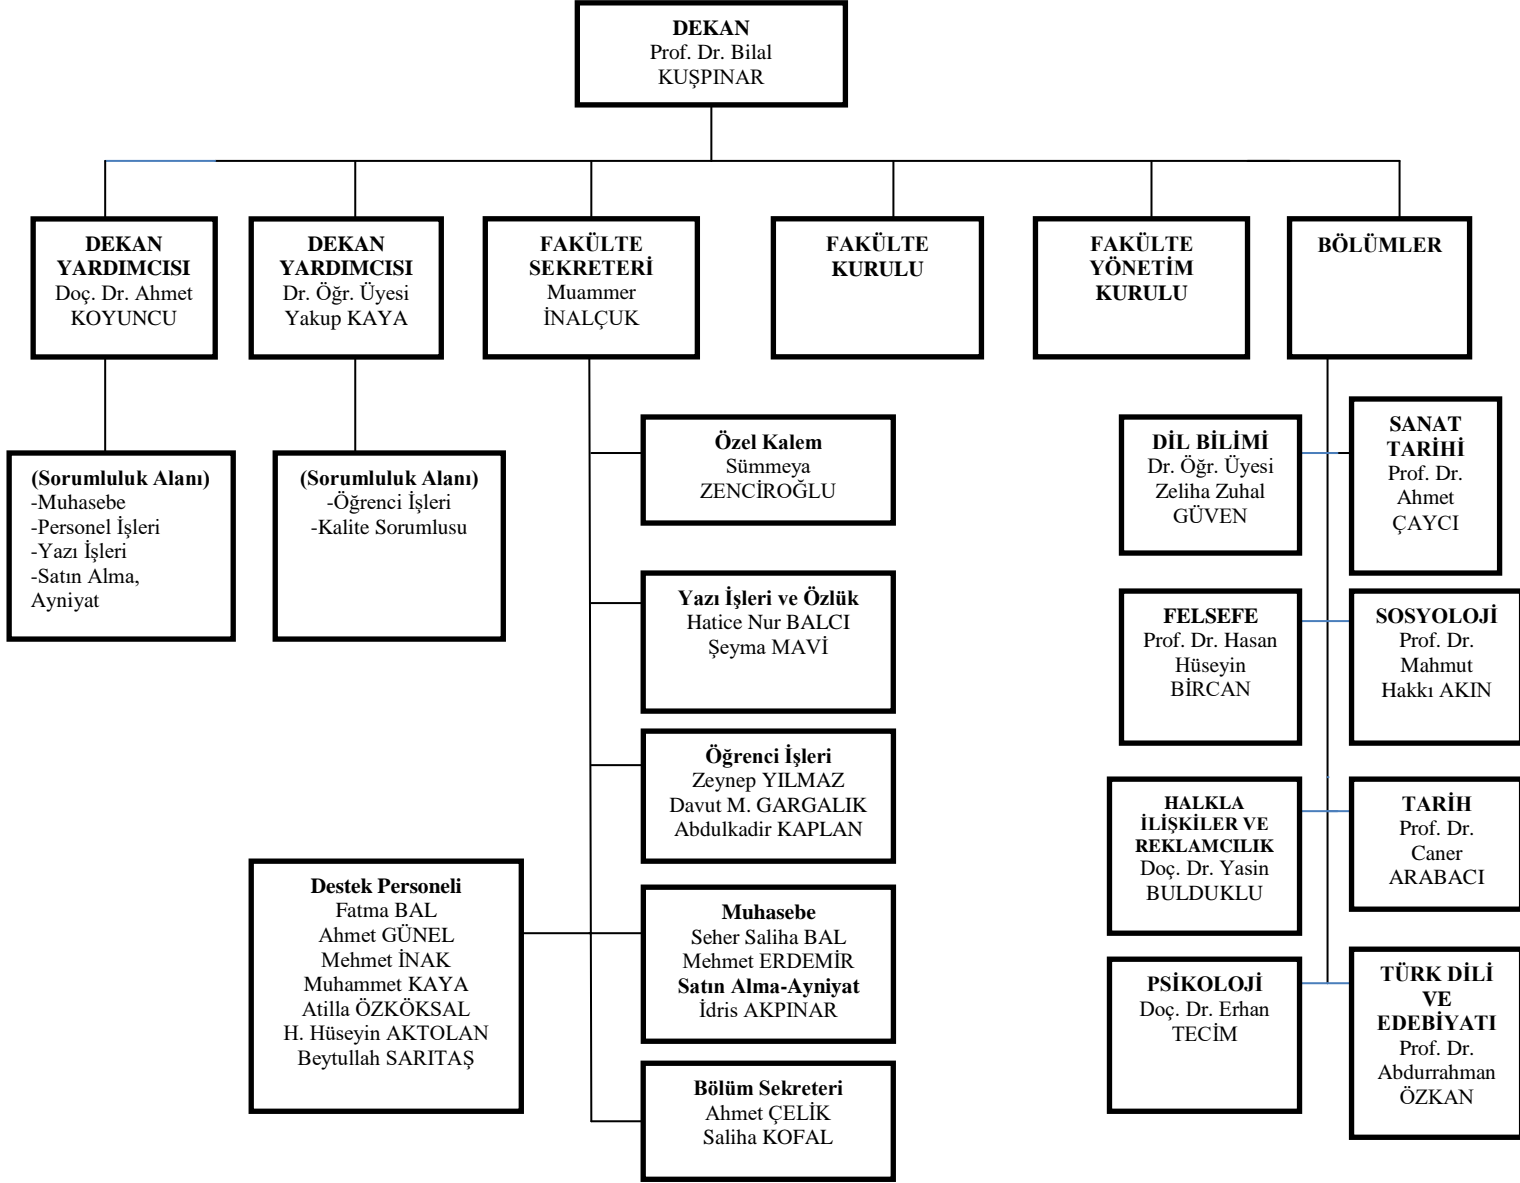 DEKAN
Prof. Dr. Bilal
KUŞPINAR
DEKAN
YARDIMCISI
Doç. Dr. Ahmet
KOYUNCU
DEKAN
YARDIMCISI
Dr. Öğr. Üyesi
Yakup KAYA
FAKÜLTE
SEKRETERİ
Muammer
İNALÇUK
FAKÜLTE
KURULU
FAKÜLTE
YÖNETİM
KURULU
BÖLÜMLER
(Sorumluluk Alanı)
-Muhasebe
-Personel İşleri
-Yazı İşleri
-Satın Alma,
Ayniyat
(Sorumluluk Alanı)
-Öğrenci İşleri
-Kalite Sorumlusu
Özel Kalem
Sümmeya
ZENCİROĞLU
Yazı İşleri ve Özlük
Hatice Nur BALCI
Şeyma MAVİ
Öğrenci İşleri
Zeynep YILMAZ
Davut M. GARGALIK
Abdulkadir KAPLAN
Destek Personeli
Fatma BAL
Ahmet GÜNEL
Mehmet İNAK
Muhammet KAYA
Atilla ÖZKÖKSAL
H. Hüseyin AKTOLAN
Beytullah SARITAŞ
Muhasebe
Seher Saliha BAL
Mehmet ERDEMİR
Satın Alma-Ayniyat
İdris AKPINAR
Bölüm Sekreteri
Ahmet ÇELİK
Saliha KOFAL
DİL BİLİMİ
Dr. Öğr. Üyesi
Zeliha Zuhal
GÜVEN
SANAT
TARİHİ
Prof. Dr.
Ahmet
ÇAYCI
FELSEFE
Prof. Dr. Hasan
Hüseyin
BİRCAN
SOSYOLOJİ
Prof. Dr.
Mahmut
Hakkı AKIN
HALKLA
İLİŞKİLER VE
REKLAMCILIK
Doç. Dr. Yasin
BULDUKLU
TARİH
Prof. Dr.
Caner
ARABACI
PSİKOLOJİ
Doç. Dr. Erhan
TECİM
TÜRK DİLİ
VE
EDEBİYATI
Prof. Dr.
Abdurrahman
ÖZKAN